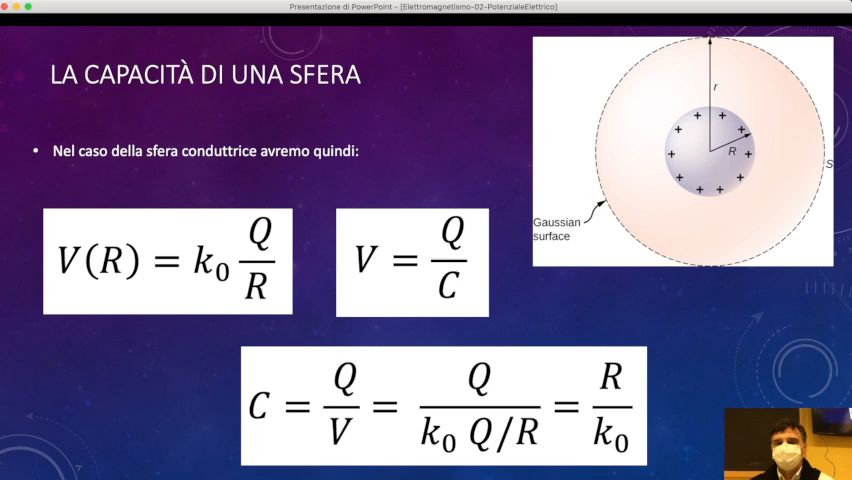 Presentazione di PowerPoint - [Elettromagnetismo-02-PotenzialeElettrico]
LA CAPACITÀ DI UNA SFERA
• Nel caso della sfera conduttrice avremo quindi:
V(R) = k₀ Q/R
V = Q/C
C = Q/V = Q/(k₀ Q/R) = R/k₀
r
R
S
+ + + + + + + + + +
Gaussian
surface